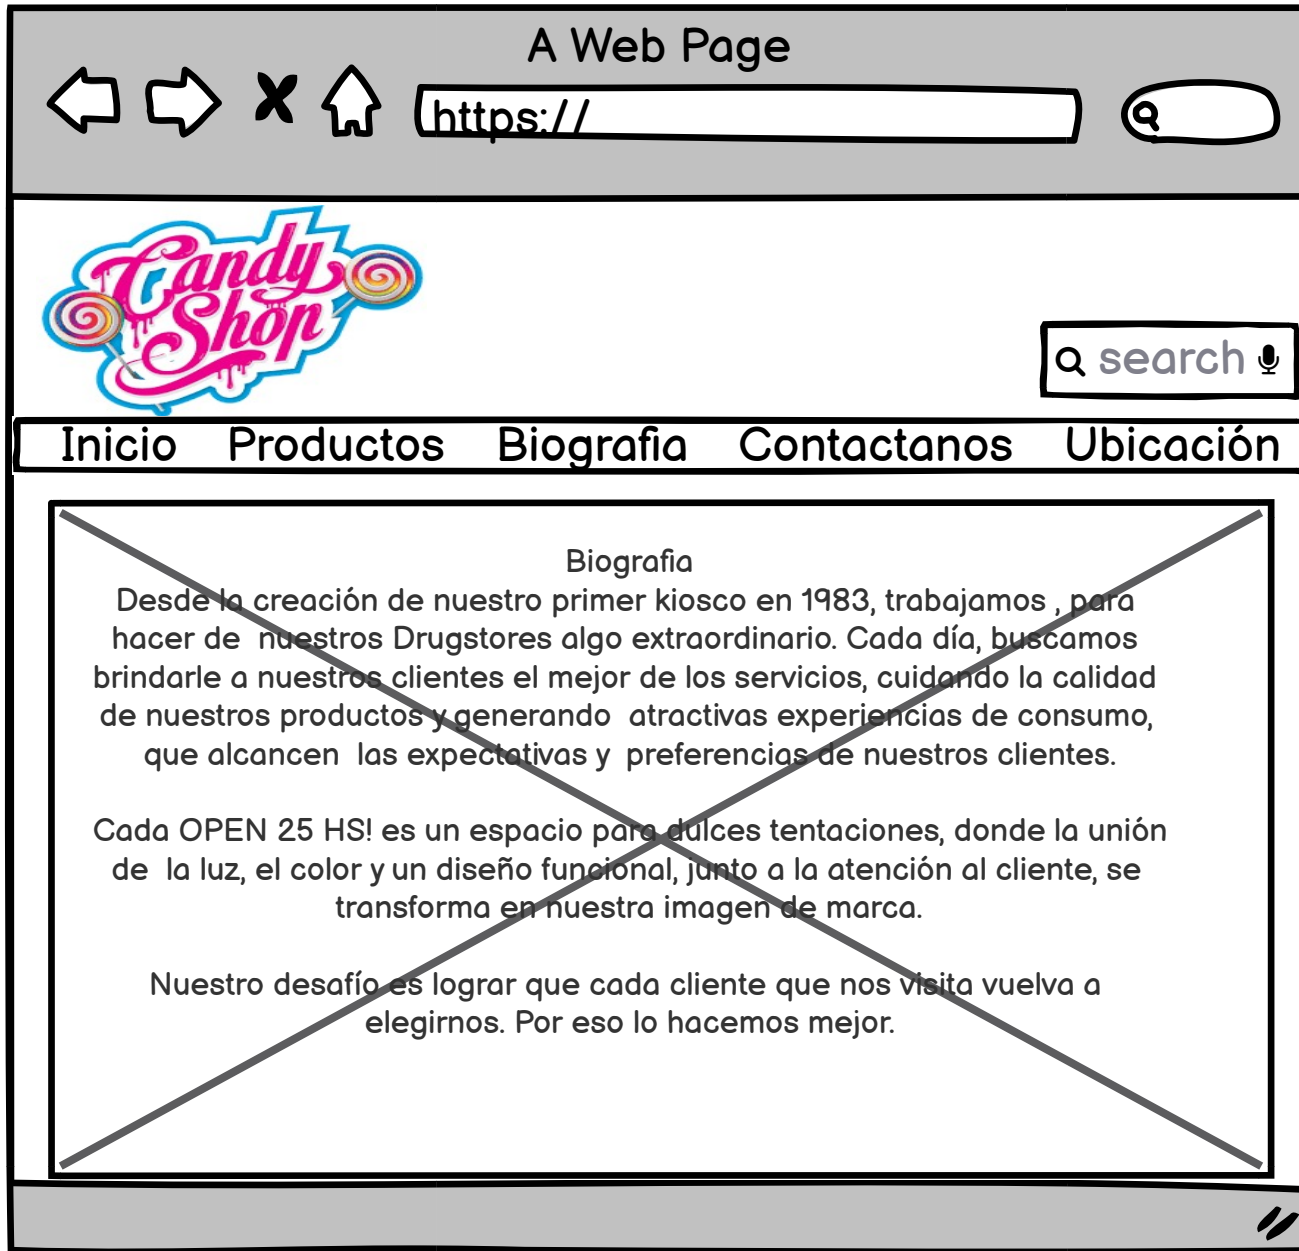 A Web Page
https://
Candy
Shop
search
Inicio Productos Biografia Contactanos Ubicación
Biografia
Desde la creación de nuestro primer kiosco en 1983, trabajamos , para
hacer de nuestros Drugstores algo extraordinario. Cada día, buscamos
brindarle a nuestros clientes el mejor de los servicios, cuidando la calidad
de nuestros productos y generando atractivas experiencias de consumo,
que alcancen las expectativas y preferencias de nuestros clientes.
Cada OPEN 25 HS! es un espacio para dulces tentaciones, donde la unión
de la luz, el color y un diseño funcional, junto a la atención al cliente, se
transforma en nuestra imagen de marca.
Nuestro desafío es lograr que cada cliente que nos visita vuelva a
elegirnos. Por eso lo hacemos mejor.